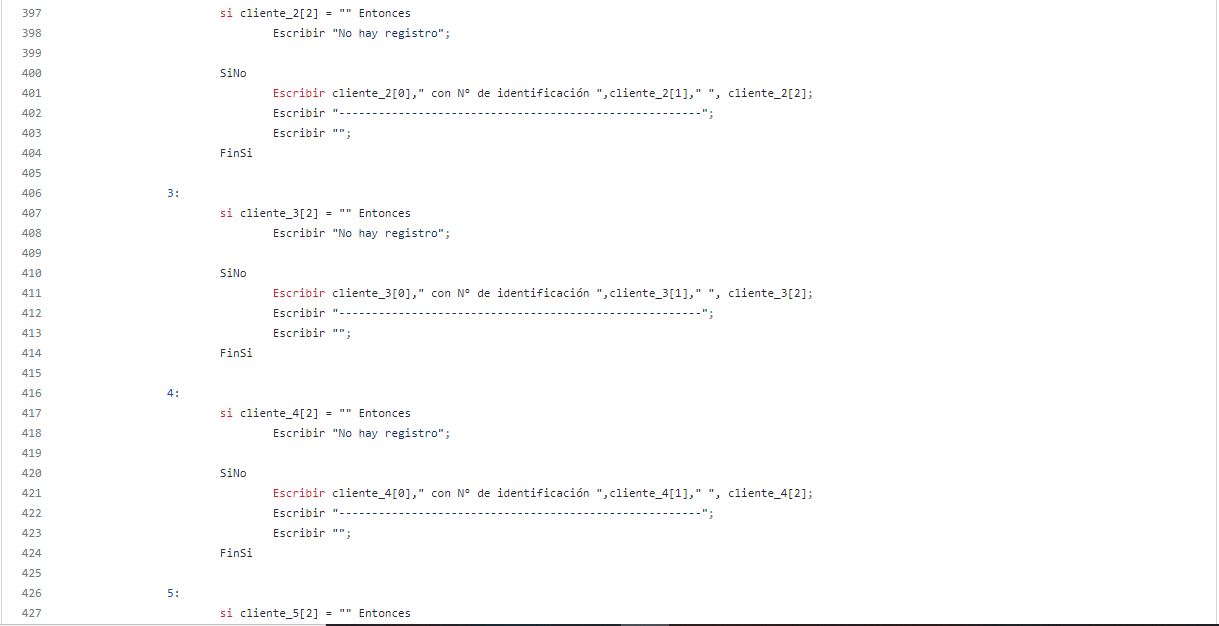 397 si cliente_2[2] = "" Entonces
398 Escribir "No hay registro";
399
400 SiNo
401 Escribir cliente_2[0]," con Nº de identificación ",cliente_2[1]," ", cliente_2[2];
402 Escribir "-------------------------------------------------------";
403 Escribir "";
404 FinSi
405
406 3:
407 si cliente_3[2] = "" Entonces
408 Escribir "No hay registro";
409
410 SiNo
411 Escribir cliente_3[0]," con Nº de identificación ",cliente_3[1]," ", cliente_3[2];
412 Escribir "-------------------------------------------------------";
413 Escribir "";
414 FinSi
415
416 4:
417 si cliente_4[2] = "" Entonces
418 Escribir "No hay registro";
419
420 SiNo
421 Escribir cliente_4[0]," con Nº de identificación ",cliente_4[1]," ", cliente_4[2];
422 Escribir "-------------------------------------------------------";
423 Escribir "";
424 FinSi
425
426 5:
427 si cliente_5[2] = "" Entonces